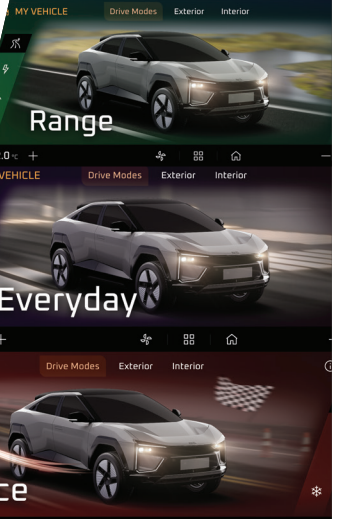 MY VEHICLE Drive Modes Exterior Interior
Range
.0 °C +
VEHICLE Drive Modes Exterior Interior
Everyday
Drive Modes Exterior Interior
ce